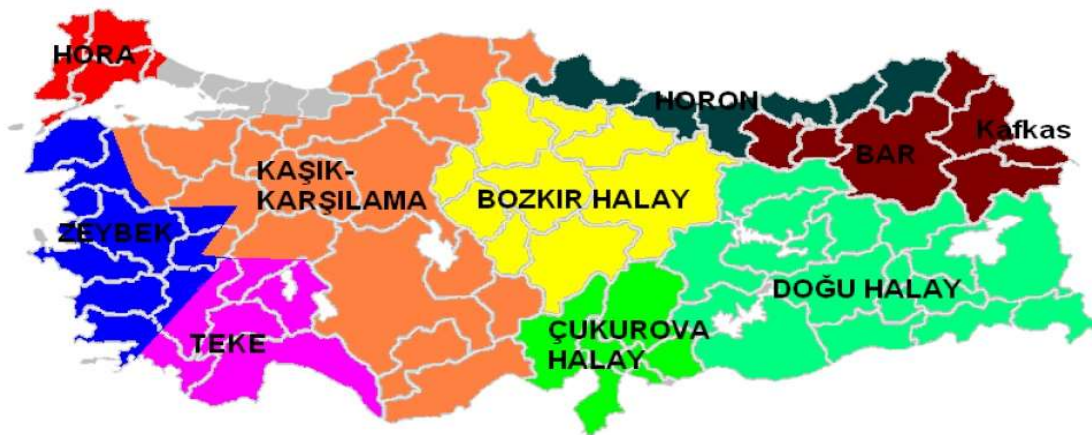 HORA
HORON
Kafkas
BAR
KAŞIK-
KARŞILAMA
BOZKIR HALAY
ZEYBEK
DOĞU HALAY
TEKE
ÇUKUROVA
HALAY